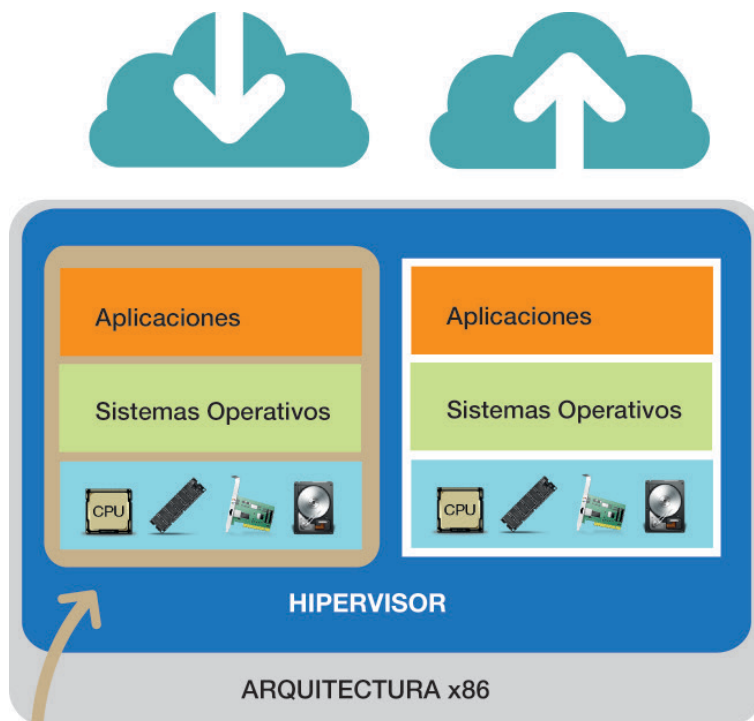 Aplicaciones
Aplicaciones
Sistemas Operativos
Sistemas Operativos
CPU
CPU
HIPERVISOR
ARQUITECTURA x86